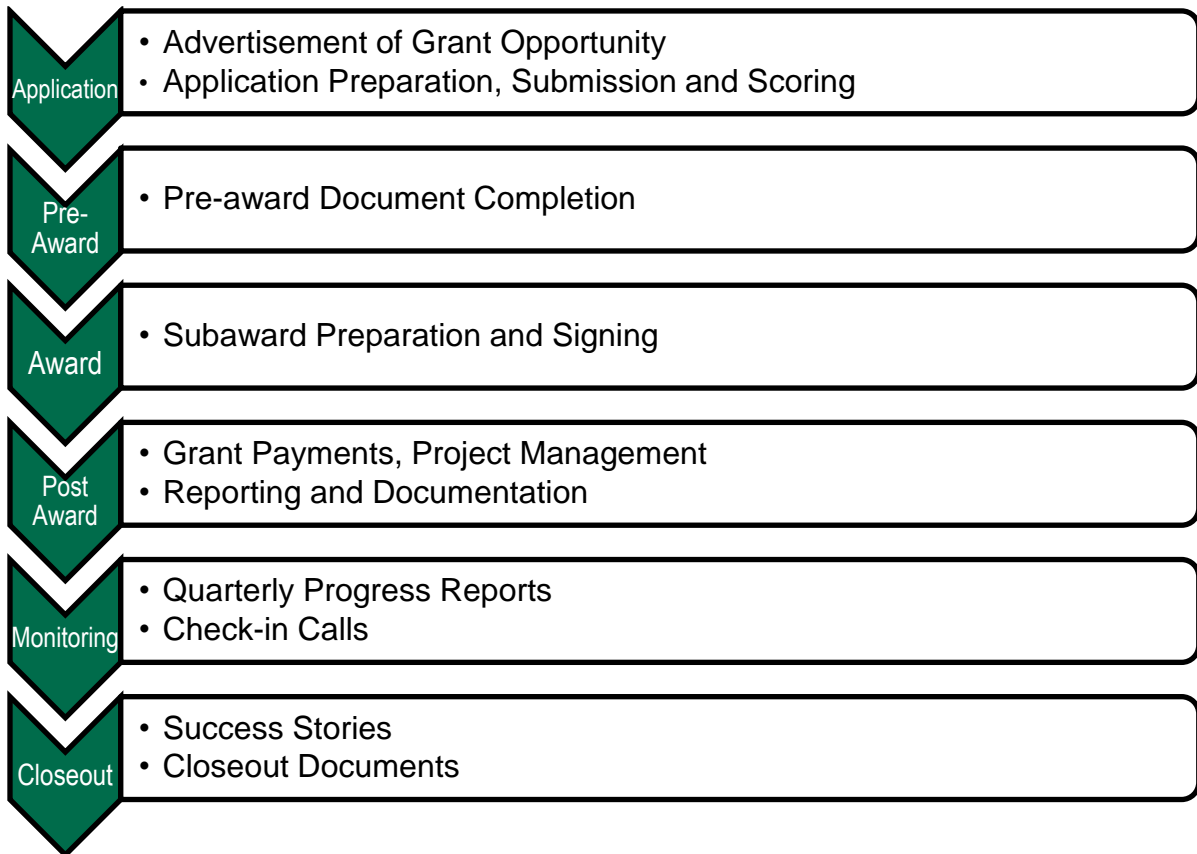 Application
• Advertisement of Grant Opportunity
• Application Preparation, Submission and Scoring
Pre-
Award
• Pre-award Document Completion
Award
• Subaward Preparation and Signing
Post
Award
• Grant Payments, Project Management
• Reporting and Documentation
Monitoring
• Quarterly Progress Reports
• Check-in Calls
Closeout
• Success Stories
• Closeout Documents